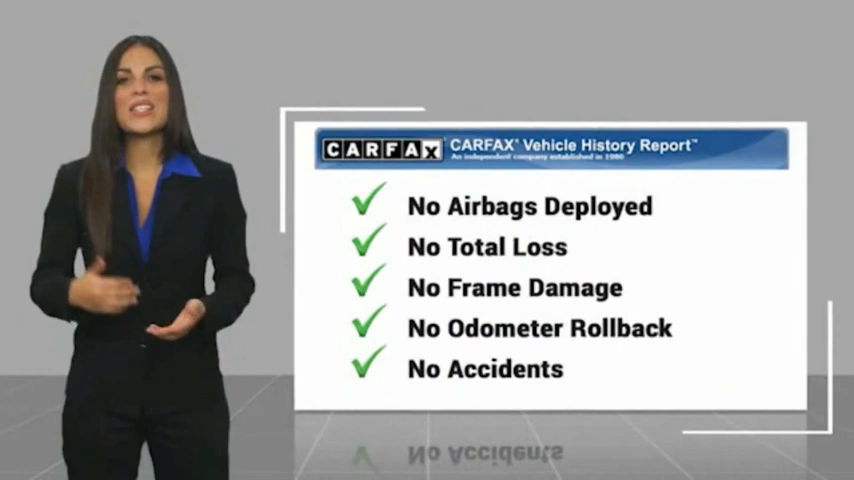 CARFAX CARFAX® Vehicle History Report™
An independent company established in 1986
No Airbags Deployed
No Total Loss
No Frame Damage
No Odometer Rollback
No Accidents
No Accidents